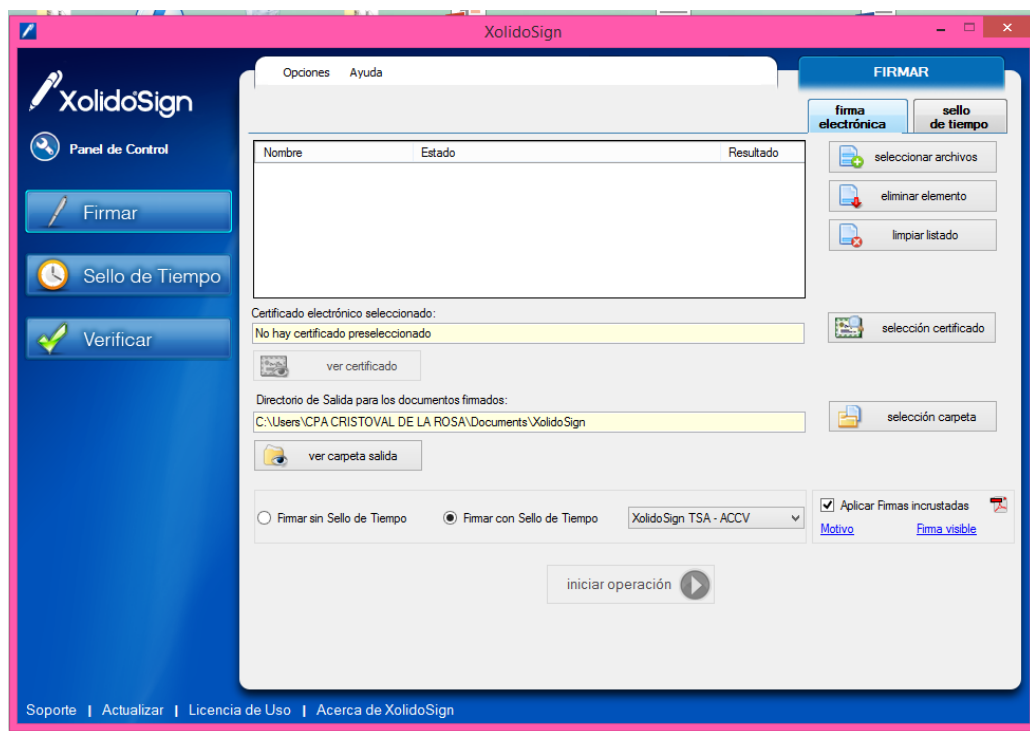 XolidoSign
XolidoSign
Panel de Control
Firmar
Sello de Tiempo
Verificar
Opciones Ayuda
FIRMAR
firma electrónica
sello de tiempo
Nombre Estado Resultado
seleccionar archivos
eliminar elemento
limpiar listado
Certificado electrónico seleccionado:
No hay certificado preseleccionado
selección certificado
ver certificado
Directorio de Salida para los documentos firmados:
C:\Users\CPA CRISTOVAL DE LA ROSA\Documents\XolidoSign
selección carpeta
ver carpeta salida
Firmar sin Sello de Tiempo Firmar con Sello de Tiempo XolidoSign TSA - ACCV
Aplicar Firmas incrustadas
Motivo Firma visible
iniciar operación
Soporte | Actualizar | Licencia de Uso | Acerca de XolidoSign